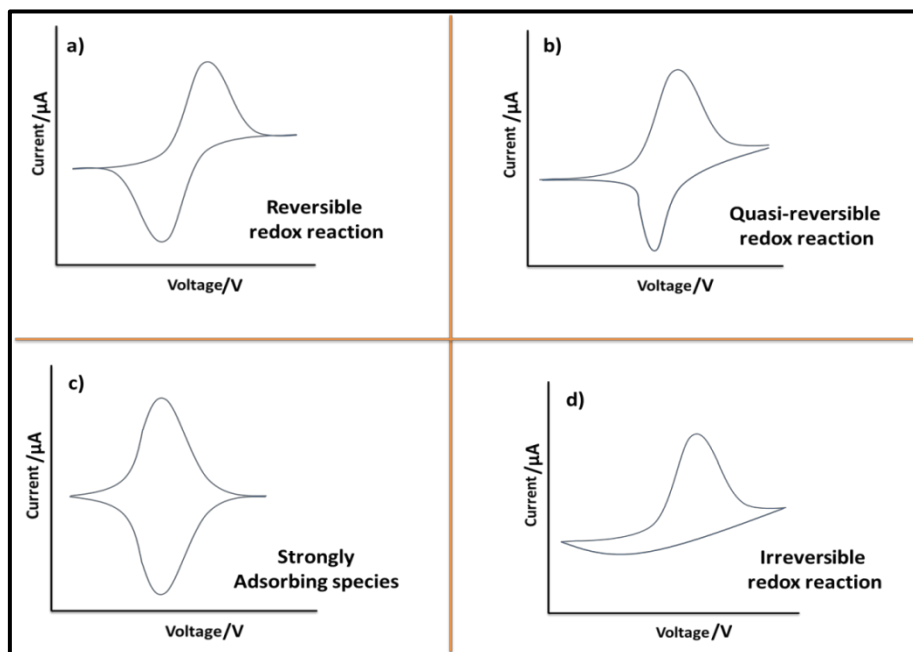 a)
Current/µA
Reversible
redox reaction
Voltage/V
b)
Current/µA
Quasi-reversible
redox reaction
Voltage/V
c)
Current/µA
Strongly
Adsorbing species
Voltage/V
d)
Current/µA
Irreversible
redox reaction
Voltage/V